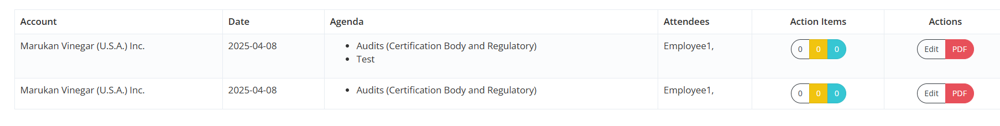 Account Date Agenda Attendees Action Items Actions
Marukan Vinegar (U.S.A.) Inc. 2025-04-08 • Audits (Certification Body and Regulatory) Employee1, 0 0 0 Edit PDF
• Test
Marukan Vinegar (U.S.A.) Inc. 2025-04-08 • Audits (Certification Body and Regulatory) Employee1, 0 0 0 Edit PDF